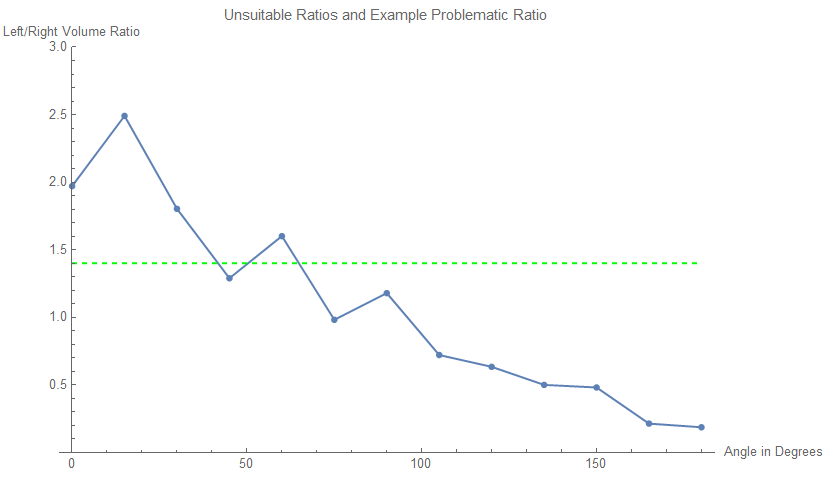 Unsuitable Ratios and Example Problematic Ratio
Left/Right Volume Ratio
3.0
2.5
2.0
1.5
1.0
0.5
0 50 100 150
Angle in Degrees